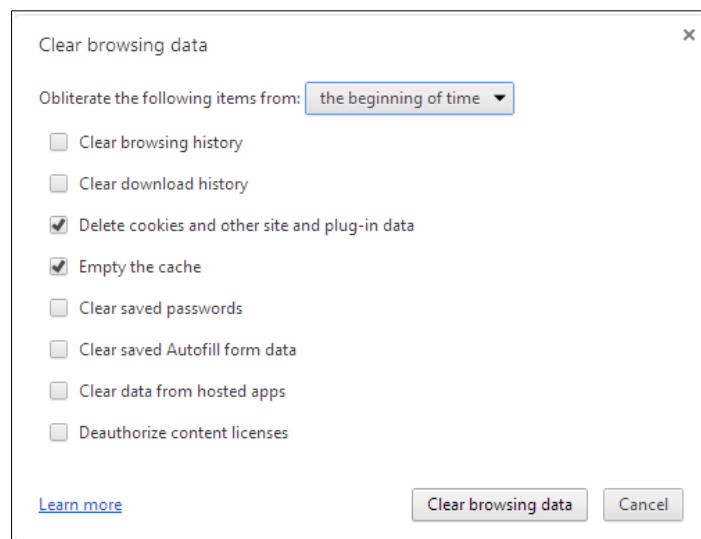 Clear browsing data
Obliterate the following items from: the beginning of time
Clear browsing history
Clear download history
Delete cookies and other site and plug-in data
Empty the cache
Clear saved passwords
Clear saved Autofill form data
Clear data from hosted apps
Deauthorize content licenses
Learn more Clear browsing data Cancel